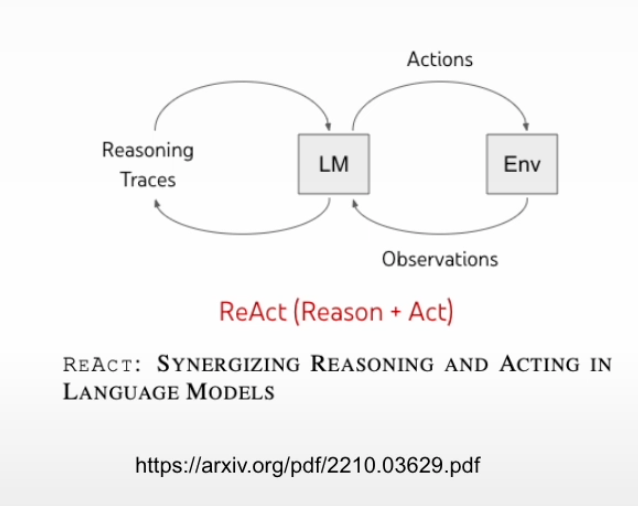 Actions
Reasoning
Traces
LM
Env
Observations
ReAct (Reason + Act)
REACT: SYNERGIZING REASONING AND ACTING IN
LANGUAGE MODELS
https://arxiv.org/pdf/2210.03629.pdf